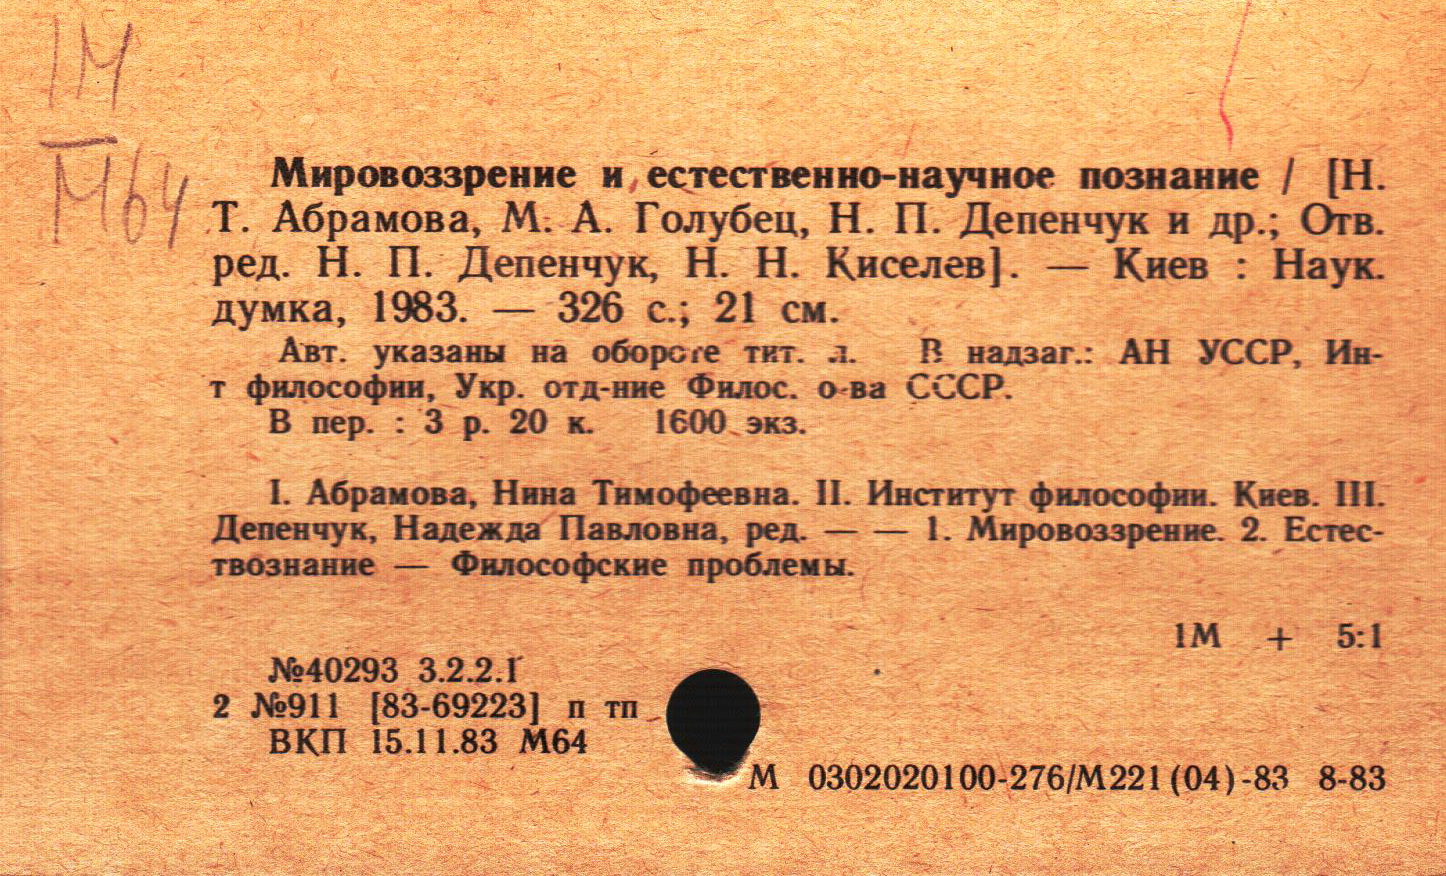 1М
М64
Мировоззрение и естественно-научное познание / [Н.
Т. Абрамова, М. А. Голубец, Н. П. Депенчук и др.; Отв.
ред. Н. П. Депенчук, Н. Н. Киселев]. — Киев : Наук.
думка, 1983. — 326 с.; 21 см.
Авт. указаны на обороте тит. л. В надзаг.: АН УССР, Ин-
т философии, Укр. отд-ние Филос. о-ва СССР.
В пер. : 3 р. 20 к. 1600 экз.
I. Абрамова, Нина Тимофеевна. II. Институт философии. Киев. III.
Депенчук, Надежда Павловна, ред. — — 1. Мировоззрение. 2. Естес-
твознание — Философские проблемы.
1М + 5:1
№40293 3.2.2.1
2 №911 [83-69223] п тп
ВКП 15.11.83 М64
М 0302020100-276/М221(04)-83 8-83